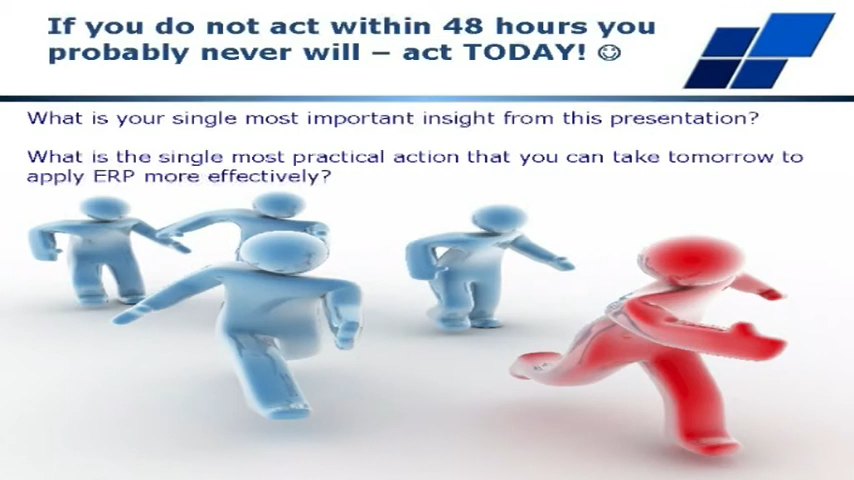 If you do not act within 48 hours you
probably never will – act TODAY! ☺
What is your single most important insight from this presentation?
What is the single most practical action that you can take tomorrow to
apply ERP more effectively?